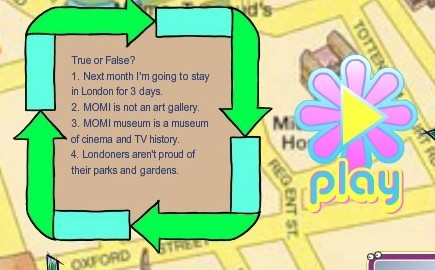 True or False?
1. Next month I'm going to stay
in London for 3 days.
2. MOMI is not an art gallery.
3. MOMI museum is a museum
of cinema and TV history.
4. Londoners aren't proud of
their parks and gardens.
play
REGENT ST.
OXFORD STREET